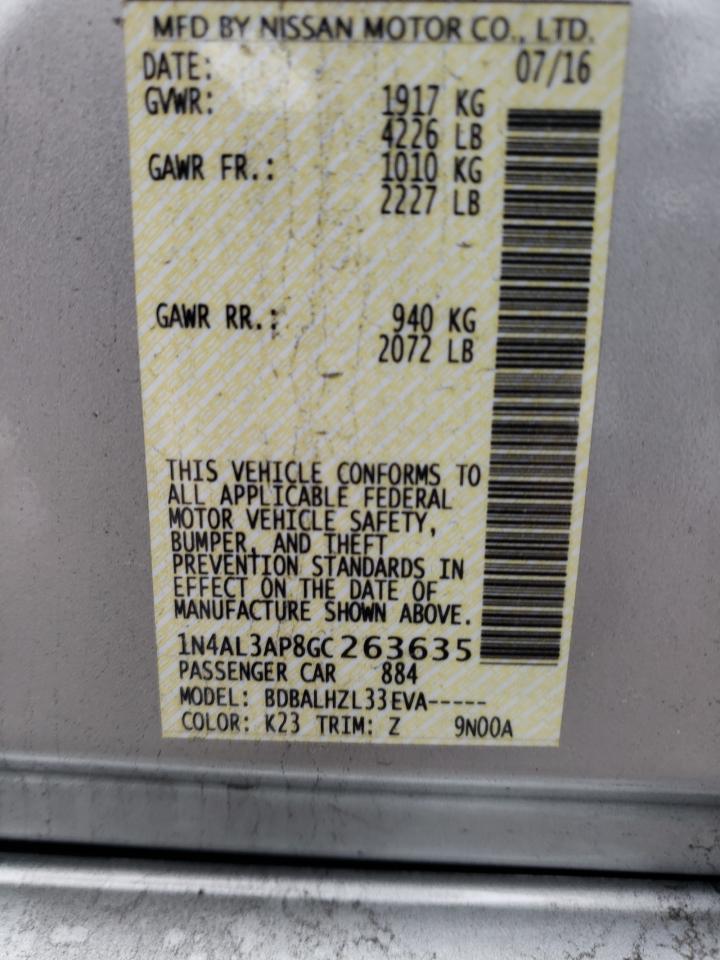 MFD BY NISSAN MOTOR CO., LTD.
DATE: 07/16
GVWR: 1917 KG
4226 LB
GAWR FR.: 1010 KG
2227 LB
GAWR RR.: 940 KG
2072 LB
THIS VEHICLE CONFORMS TO
ALL APPLICABLE FEDERAL
MOTOR VEHICLE SAFETY,
BUMPER, AND THEFT
PREVENTION STANDARDS IN
EFFECT ON THE DATE OF
MANUFACTURE SHOWN ABOVE.
1N4AL3AP8GC263635
PASSENGER CAR 884
MODEL: BDBALHZL33EVA-----
COLOR: K23 TRIM: Z 9N00A